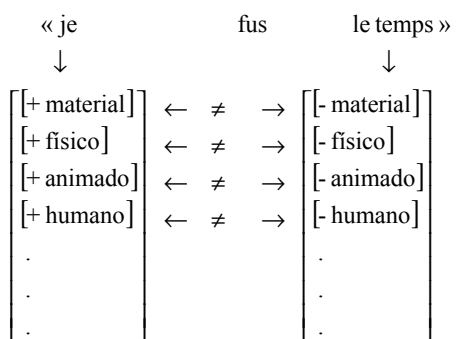 « je fus le temps »
↓ ↓
[+ material] ← ≠ → [- material]
[+ físico] ← ≠ → [- físico]
[+ animado] ← ≠ → [- animado]
[+ humano] ← ≠ → [- humano]
. .
. .
. .